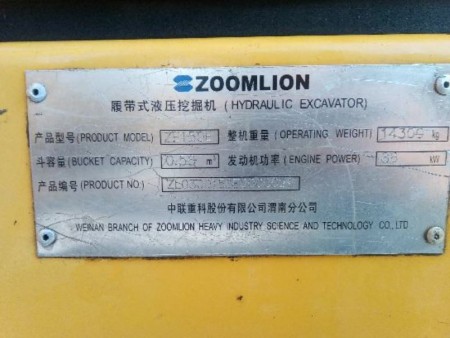 ZOOMLION
履带式液压挖掘机 (HYDRAULIC EXCAVATOR)
产品型号(PRODUCT MODEL) 整机重量(OPERATING WEIGHT) 14304 kg
斗容量(BUCKET CAPACITY) 0.55 m³ 发动机功率(ENGINE POWER) kW
产品编号(PRODUCT NO.)
中联重科股份有限公司渭南分公司
WEINAN BRANCH OF ZOOMLION HEAVY INDUSTRY SCIENCE AND TECHNOLOGY CO., LTD